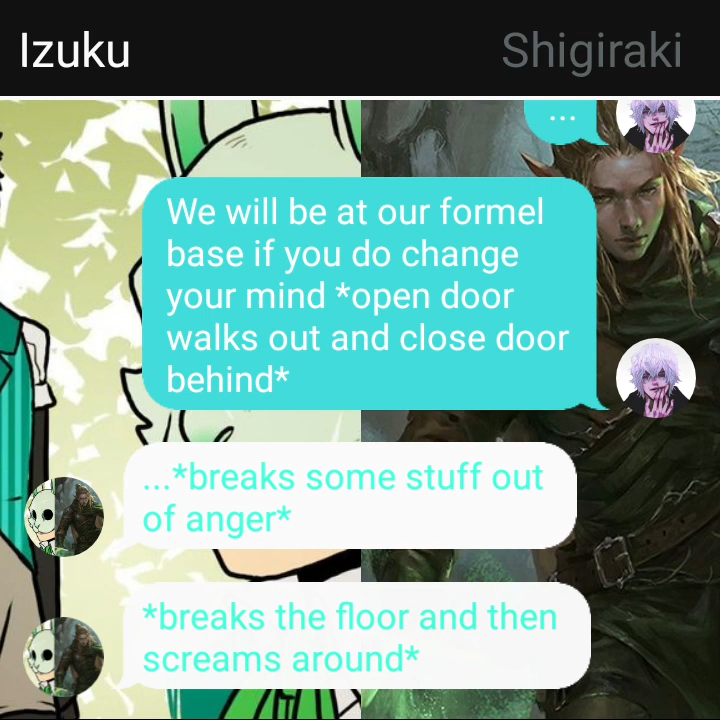 Izuku
Shigiraki
...
We will be at our formel
base if you do change
your mind *open door
walks out and close door
behind*
...*breaks some stuff out
of anger*
*breaks the floor and then
screams around*